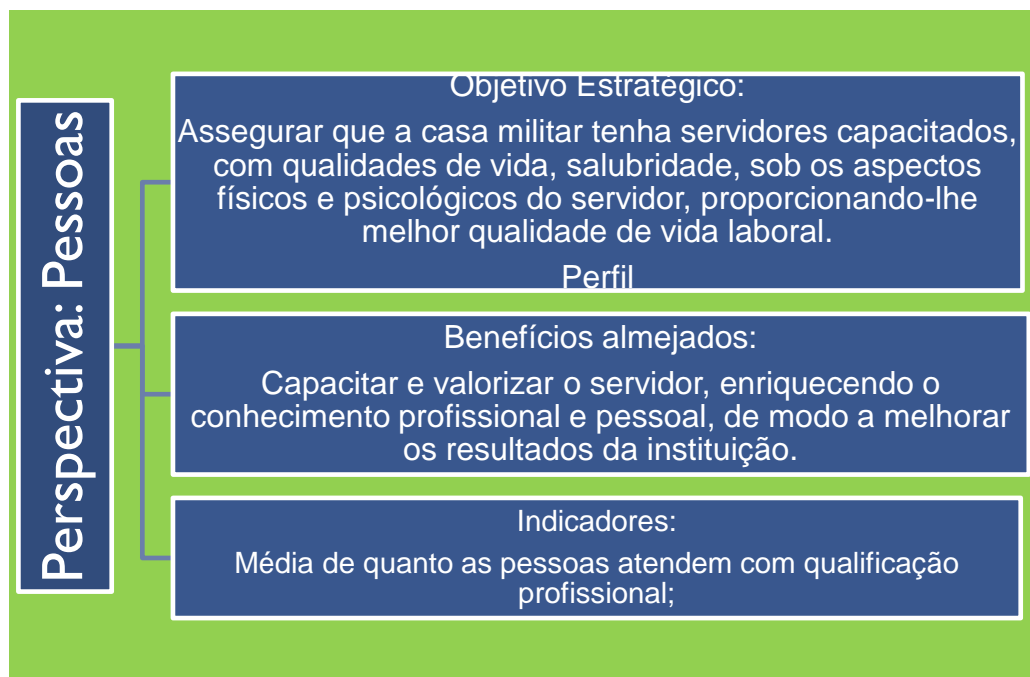 Perspectiva: Pessoas
Objetivo Estratégico:
Assegurar que a casa militar tenha servidores capacitados,
com qualidades de vida, salubridade, sob os aspectos
físicos e psicológicos do servidor, proporcionando-lhe
melhor qualidade de vida laboral.
Perfil
Benefícios almejados:
Capacitar e valorizar o servidor, enriquecendo o
conhecimento profissional e pessoal, de modo a melhorar
os resultados da instituição.
Indicadores:
Média de quanto as pessoas atendem com qualificação
profissional;